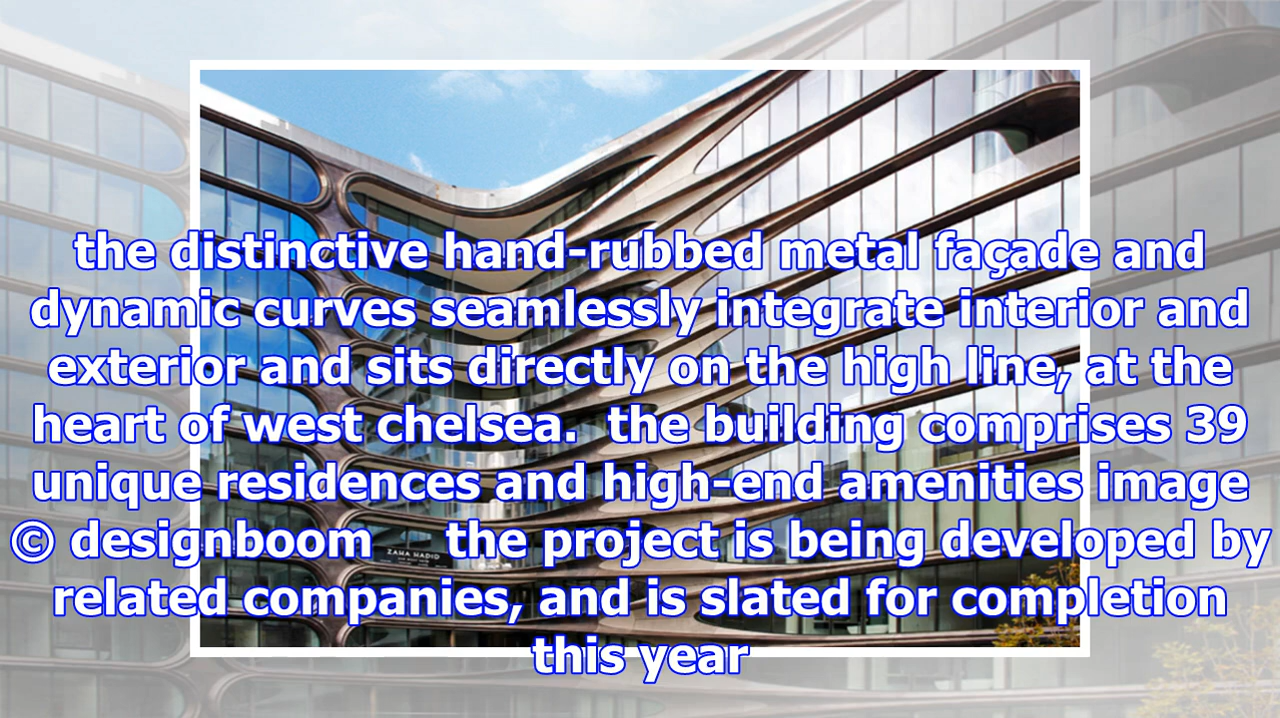 the distinctive hand-rubbed metal façade and
dynamic curves seamlessly integrate interior and
exterior and sits directly on the high line, at the
heart of west chelsea.  the building comprises 39
unique residences and high-end amenities image
© designboom     the project is being developed by
related companies, and is slated for completion
this year
ZAHA HADID